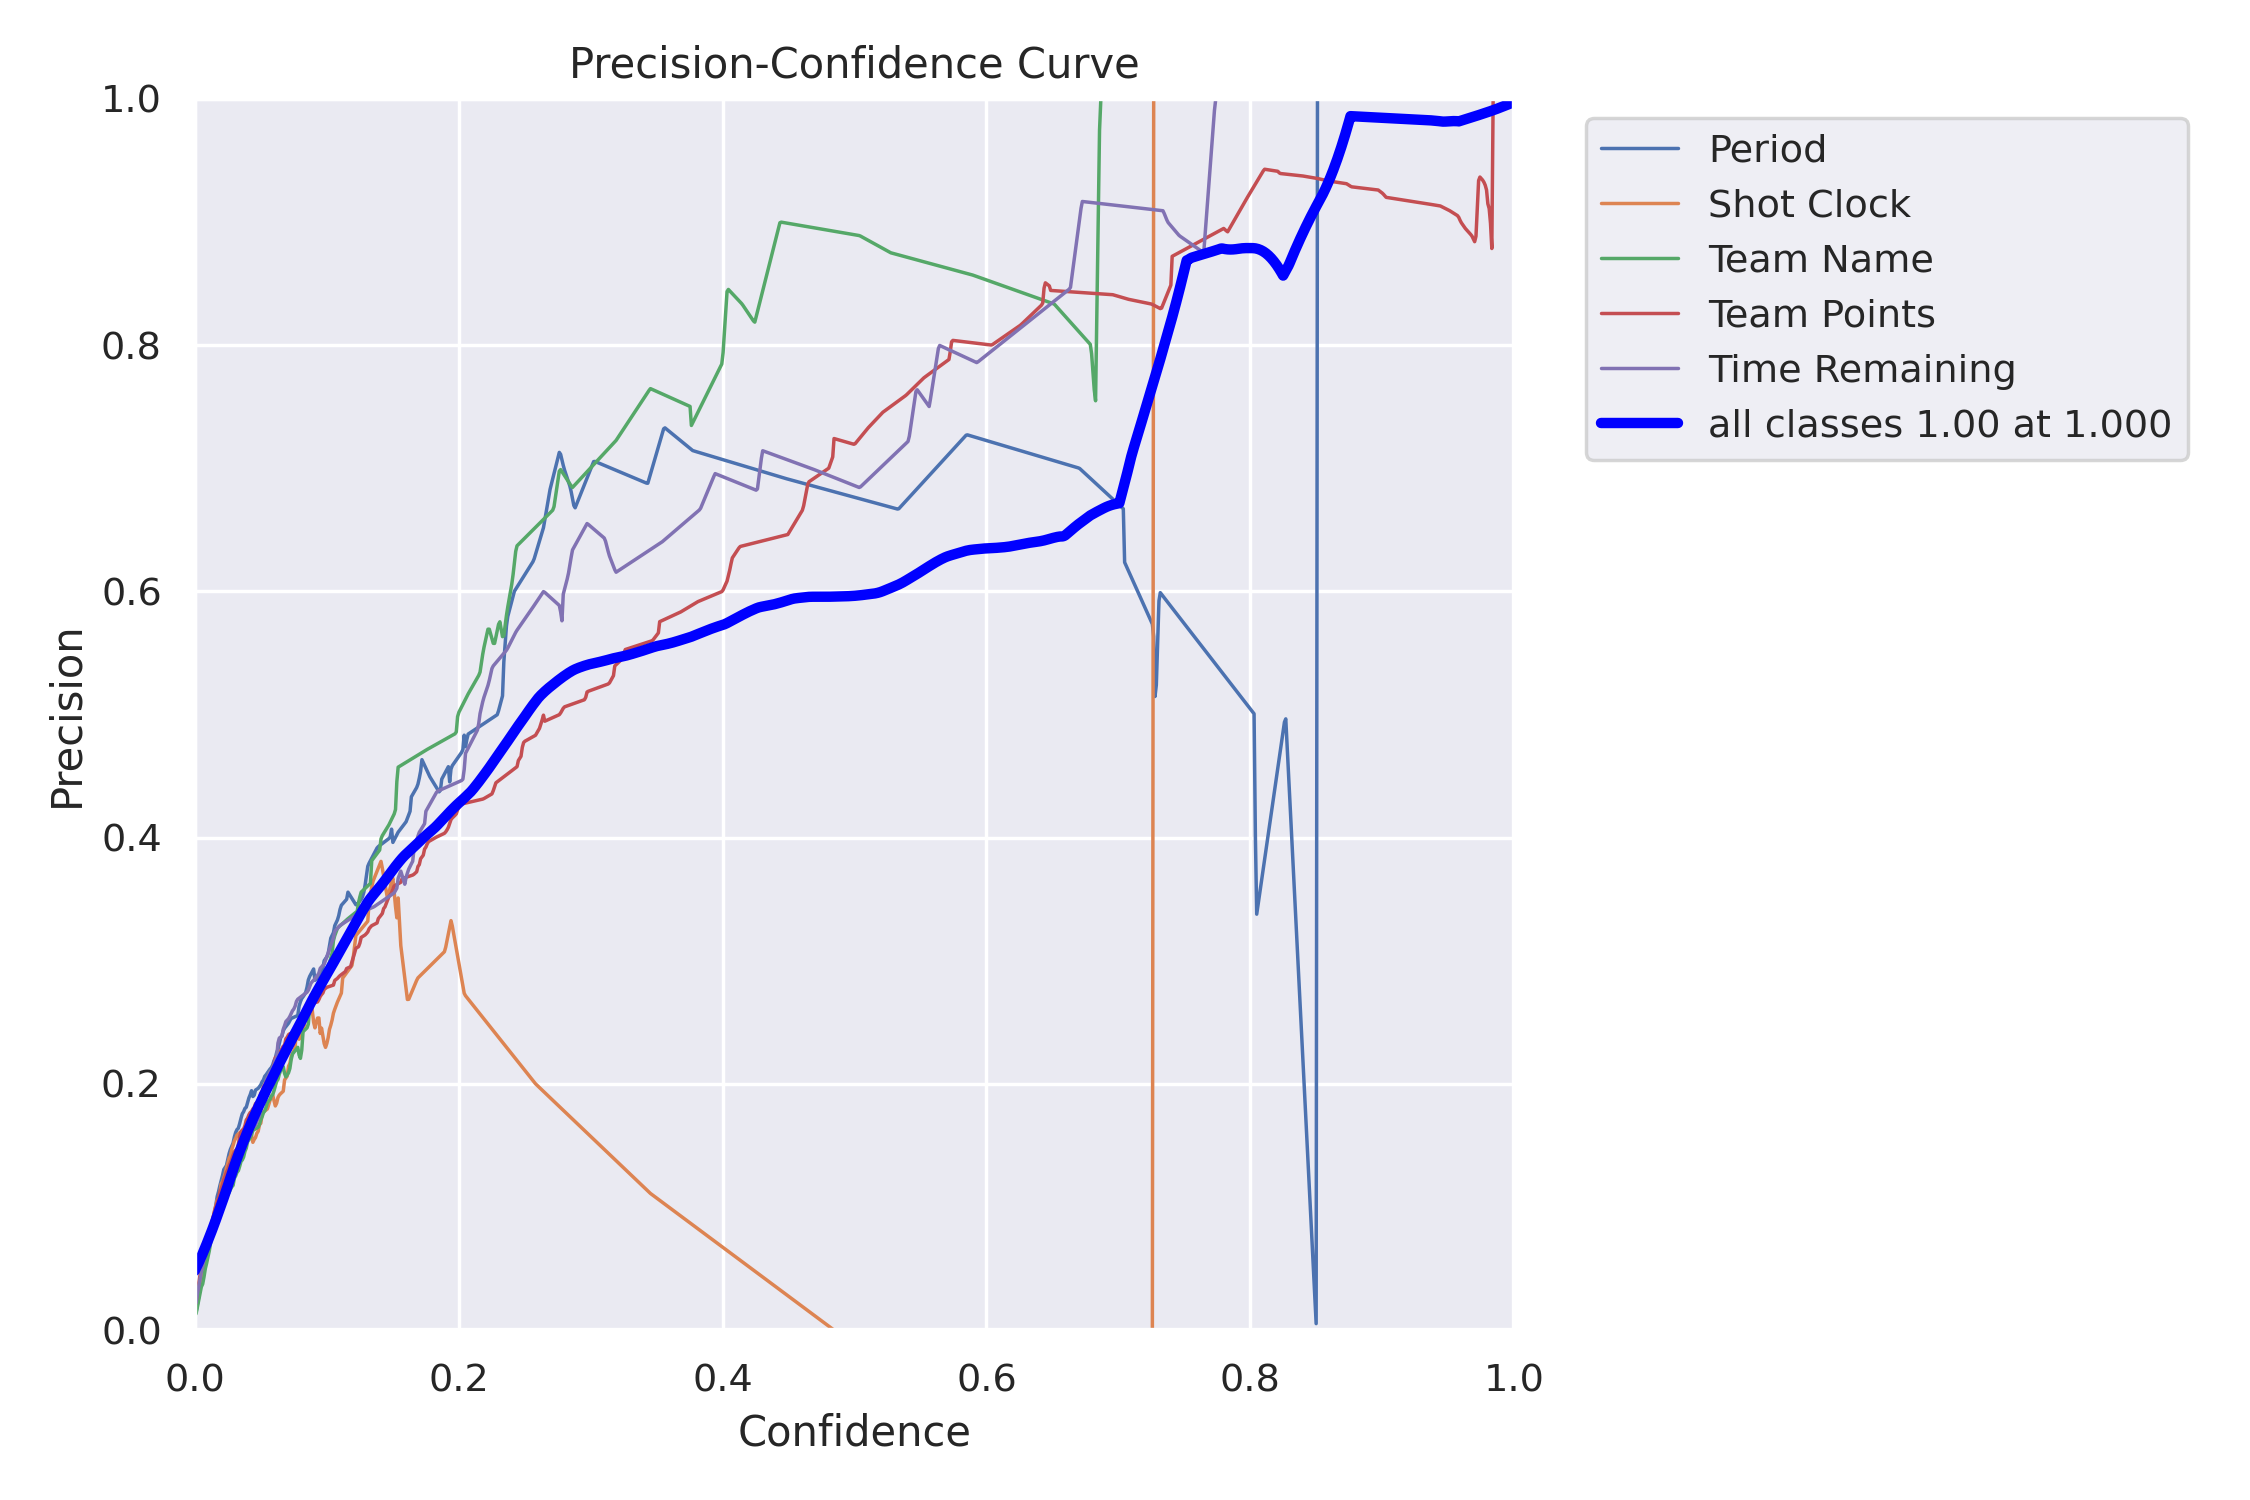 Precision-Confidence Curve
1.0
0.8
0.6
0.4
0.2
0.0
Precision
0.0 0.2 0.4 0.6 0.8 1.0
Confidence
Period
Shot Clock
Team Name
Team Points
Time Remaining
all classes 1.00 at 1.000